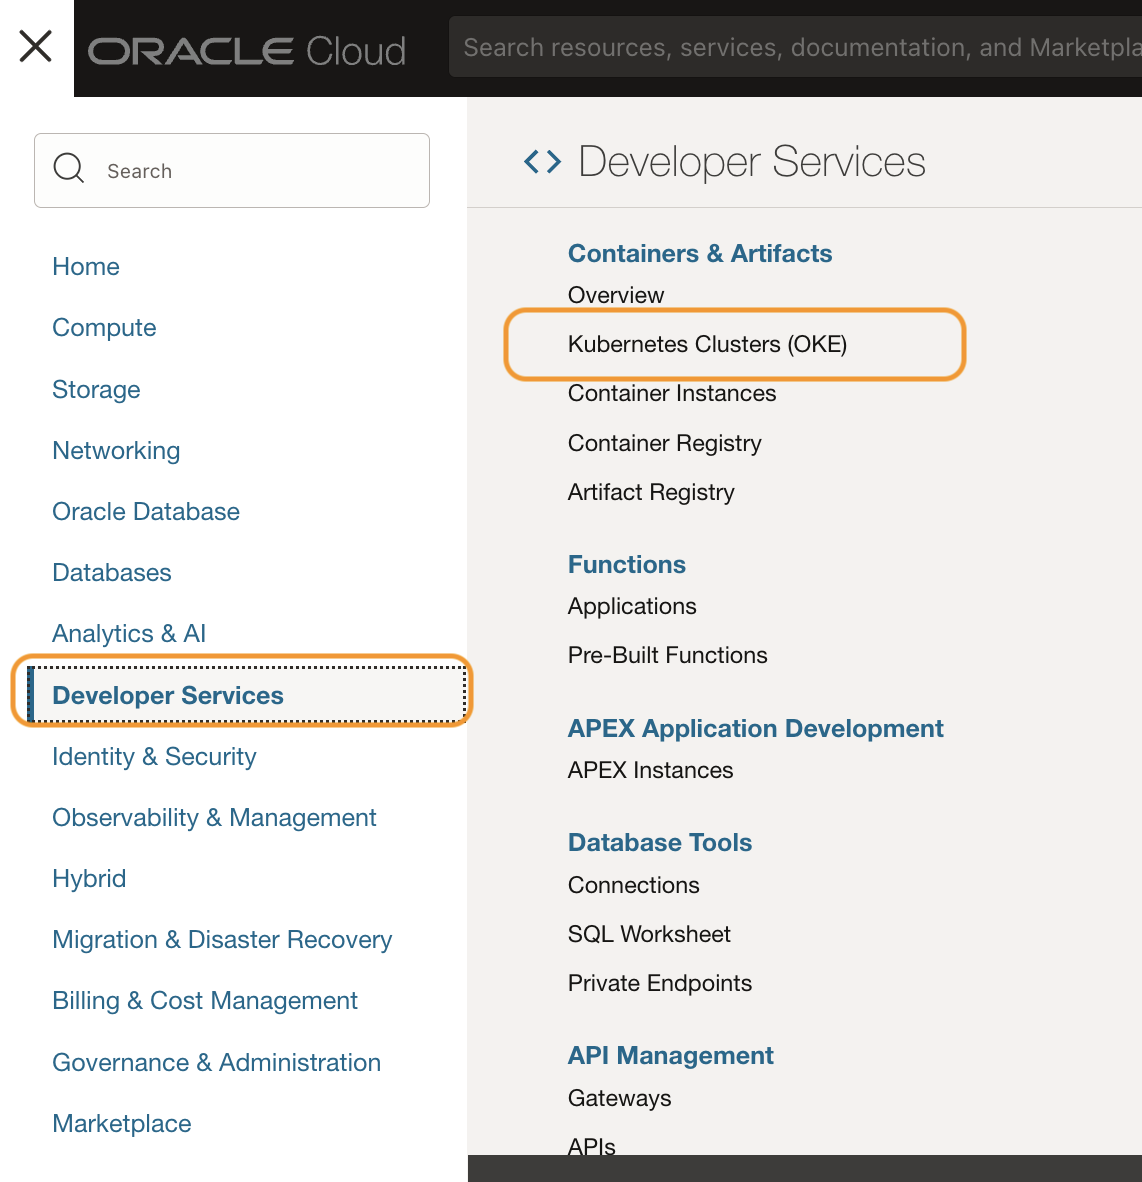 ORACLE Cloud
Search resources, services, documentation, and Marketpla
Search
Home
Compute
Storage
Networking
Oracle Database
Databases
Analytics & AI
Developer Services
Identity & Security
Observability & Management
Hybrid
Migration & Disaster Recovery
Billing & Cost Management
Governance & Administration
Marketplace
Developer Services
Containers & Artifacts
Overview
Kubernetes Clusters (OKE)
Container Instances
Container Registry
Artifact Registry
Functions
Applications
Pre-Built Functions
APEX Application Development
APEX Instances
Database Tools
Connections
SQL Worksheet
Private Endpoints
API Management
Gateways
APIs